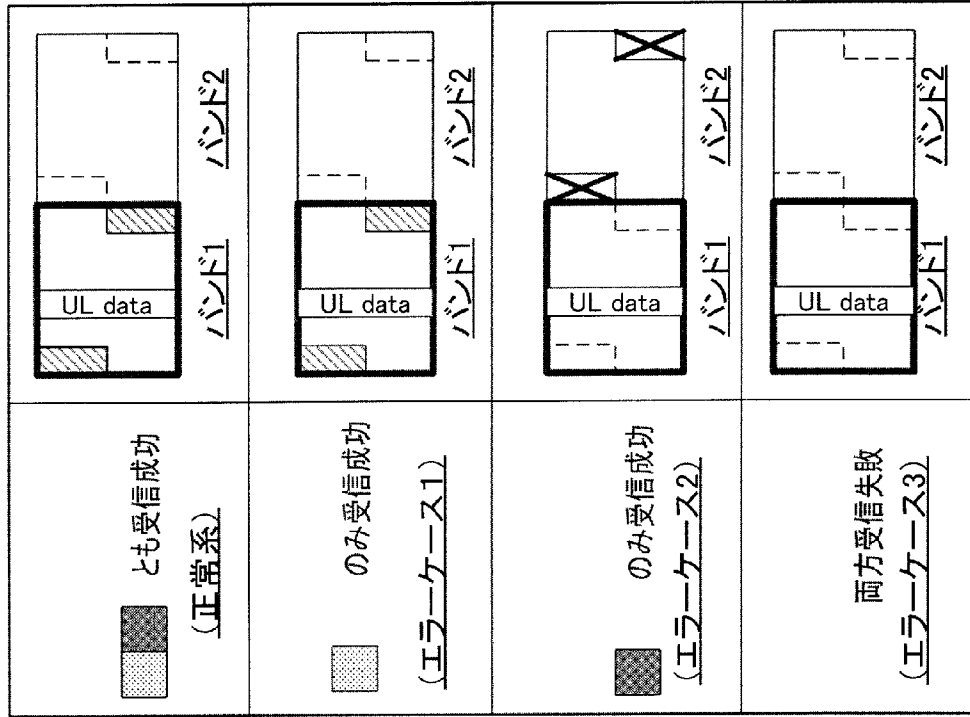 とも受信成功
(正常系)
UL data
バンド1
バンド2
のみ受信成功
(エラーケース1)
UL data
バンド1
バンド2
のみ受信成功
(エラーケース2)
UL data
バンド1
バンド2
両方受信失敗
(エラーケース3)
UL data
バンド1
バンド2